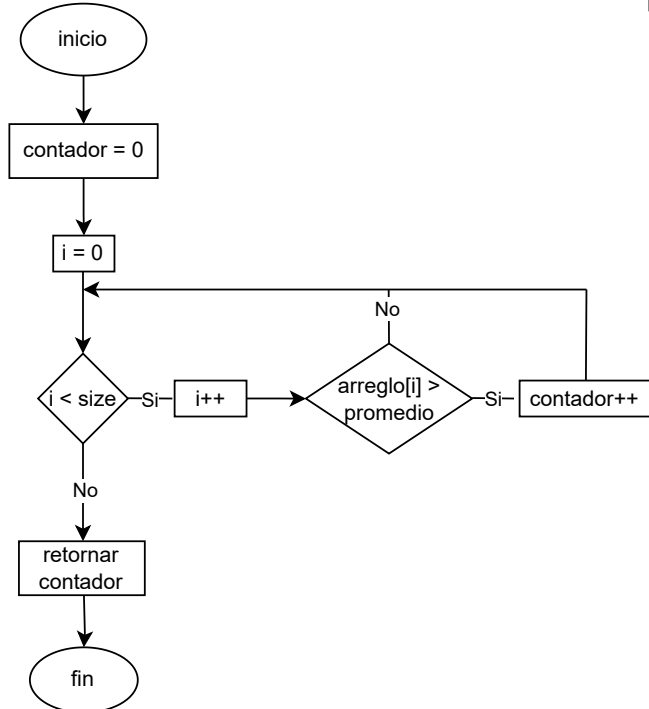 inicio
contador = 0
i = 0
No
i < size
Si
i++
arreglo[i] >
promedio
Si
contador++
No
retornar
contador
fin